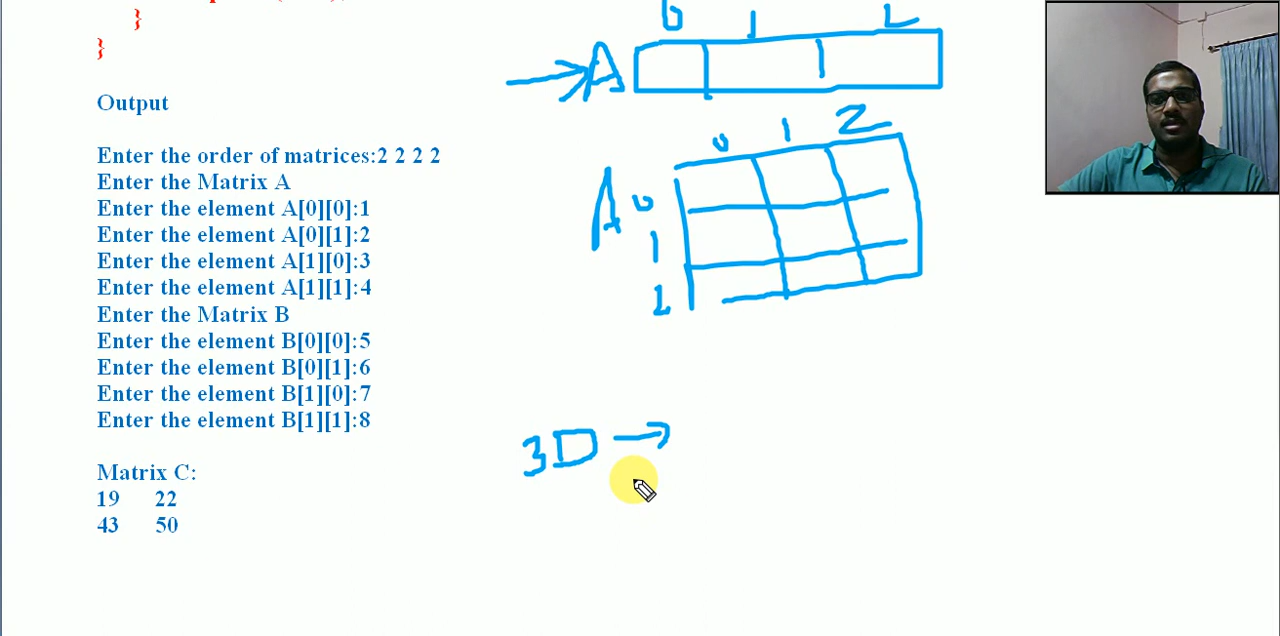 }
}
Output
Enter the order of matrices:2 2 2 2
Enter the Matrix A
Enter the element A[0][0]:1
Enter the element A[0][1]:2
Enter the element A[1][0]:3
Enter the element A[1][1]:4
Enter the Matrix B
Enter the element B[0][0]:5
Enter the element B[0][1]:6
Enter the element B[1][0]:7
Enter the element B[1][1]:8
Matrix C:
19 22
43 50
0 1 2
→ A
0 1 2
A 0
1
2
3D →